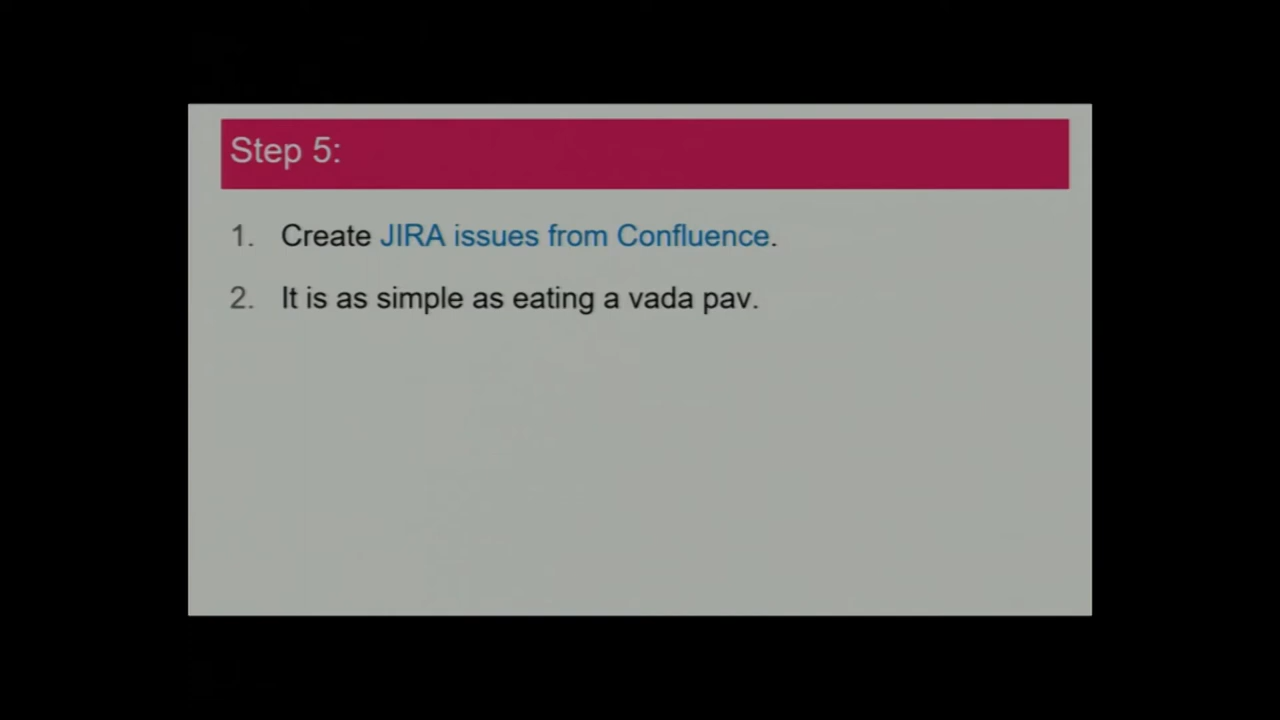 Step 5:
1. Create JIRA issues from Confluence.
2. It is as simple as eating a vada pav.